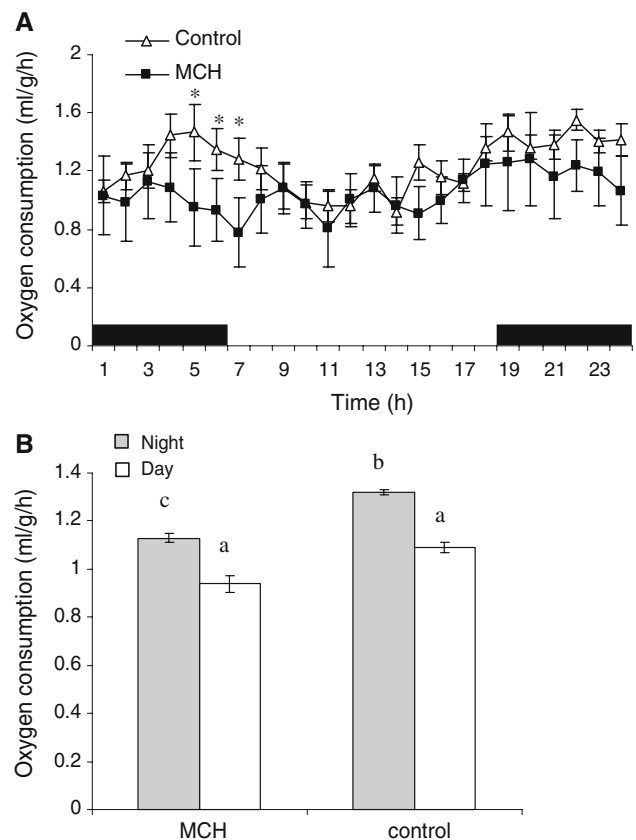 A
Control
MCH
Oxygen consumption (ml/g/h)
2
1.6
1.2
0.8
0.4
0
* * *
1 3 5 7 9 11 13 15 17 19 21 23
Time (h)
B
Night
Day
Oxygen consumption (ml/g/h)
1.4
1.2
1
0.8
0.6
0.4
0.2
0
c
a
b
a
MCH control